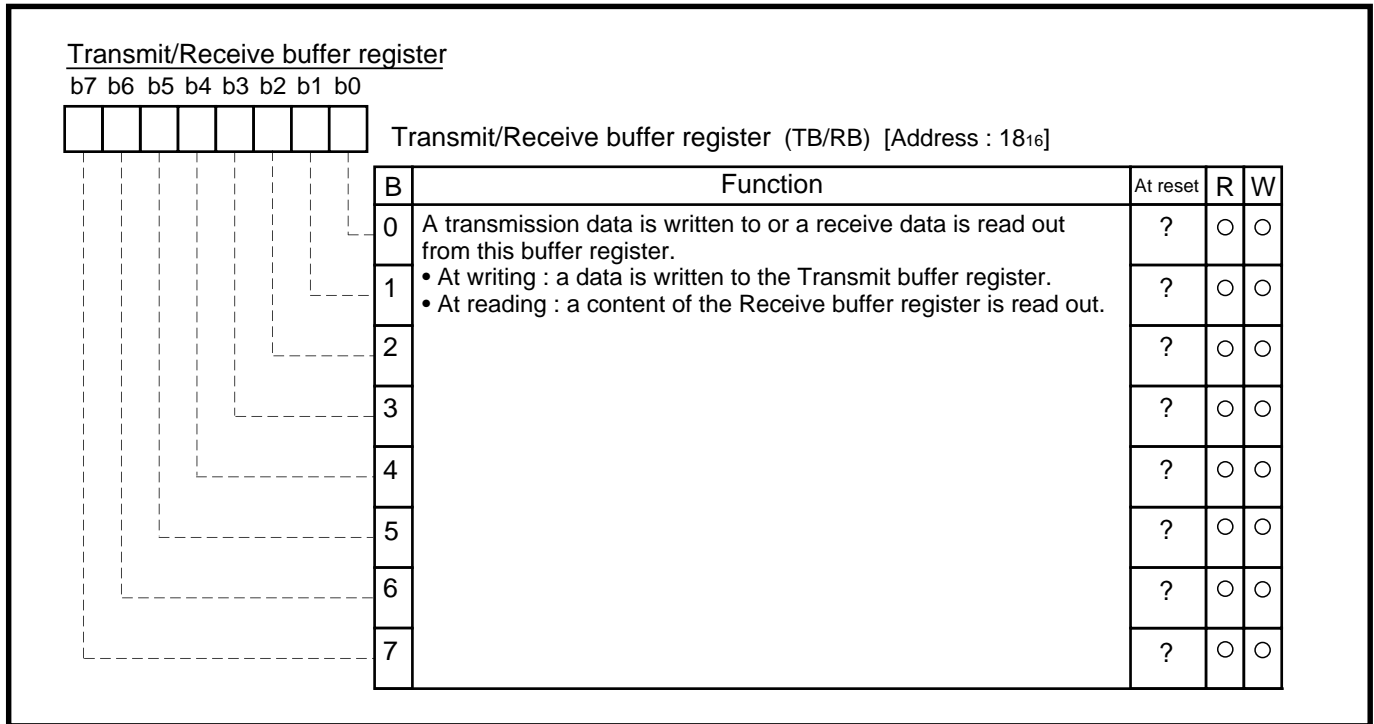 Transmit/Receive buffer register
b7 b6 b5 b4 b3 b2 b1 b0
Transmit/Receive buffer register (TB/RB) [Address : 18₁₆]
B Function At reset R W
0 A transmission data is written to or a receive data is read out ? ○ ○
from this buffer register.
• At writing : a data is written to the Transmit buffer register.
1 ? ○ ○
• At reading : a content of the Receive buffer register is read out.
2 ? ○ ○
3 ? ○ ○
4 ? ○ ○
5 ? ○ ○
6 ? ○ ○
7 ? ○ ○